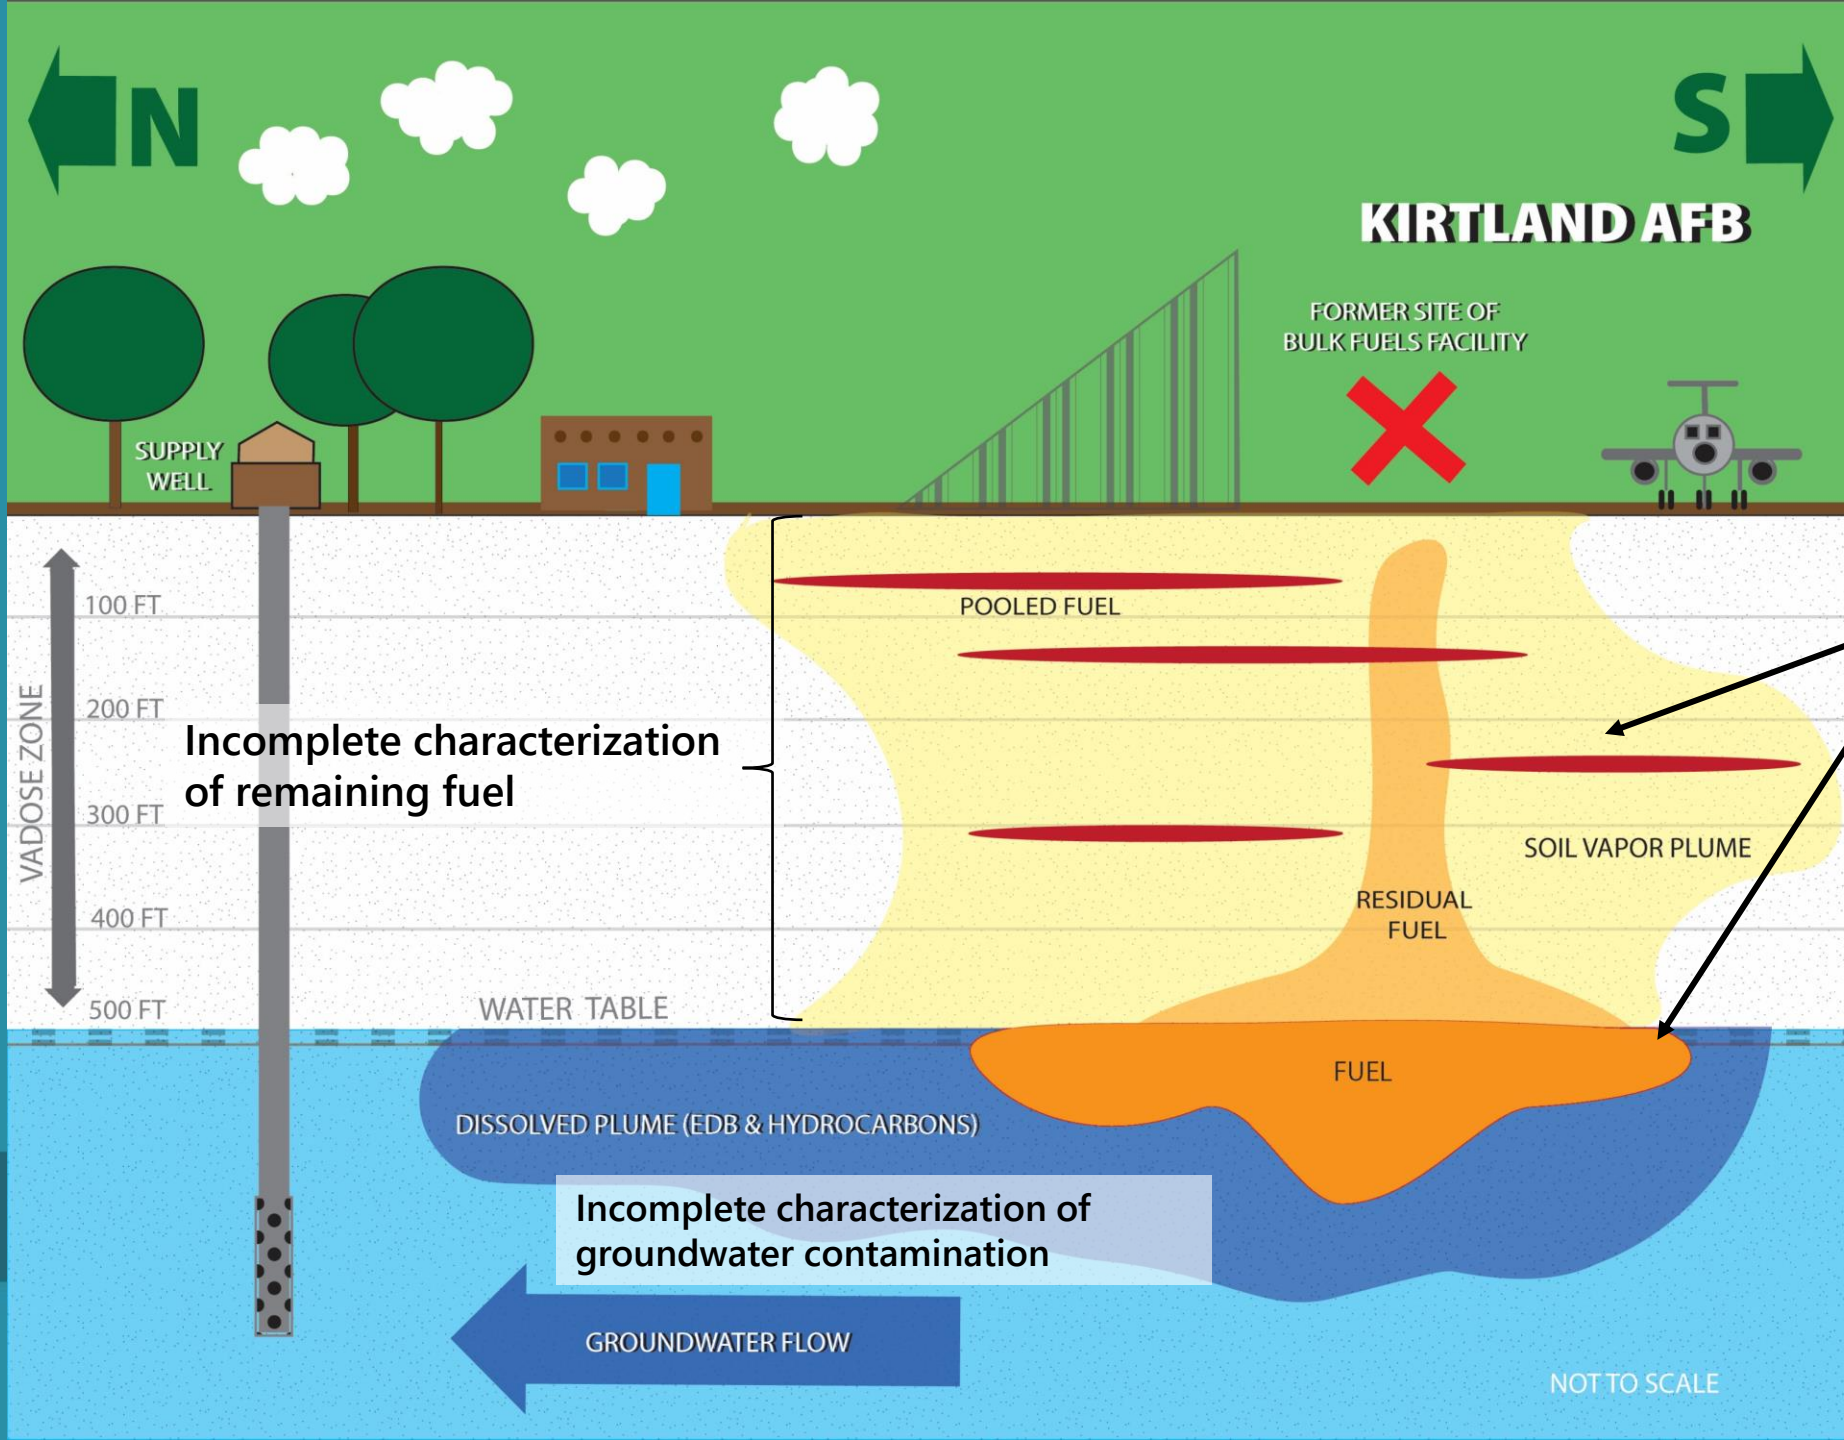 N
S
KIRTLAND AFB
FORMER SITE OF
BULK FUELS FACILITY
SUPPLY
WELL
100 FT
POOLED FUEL
VADOSE ZONE
200 FT
Incomplete characterization
of remaining fuel
300 FT
SOIL VAPOR PLUME
RESIDUAL
FUEL
400 FT
500 FT
WATER TABLE
FUEL
DISSOLVED PLUME (EDB & HYDROCARBONS)
Incomplete characterization of
groundwater contamination
GROUNDWATER FLOW
NOT TO SCALE